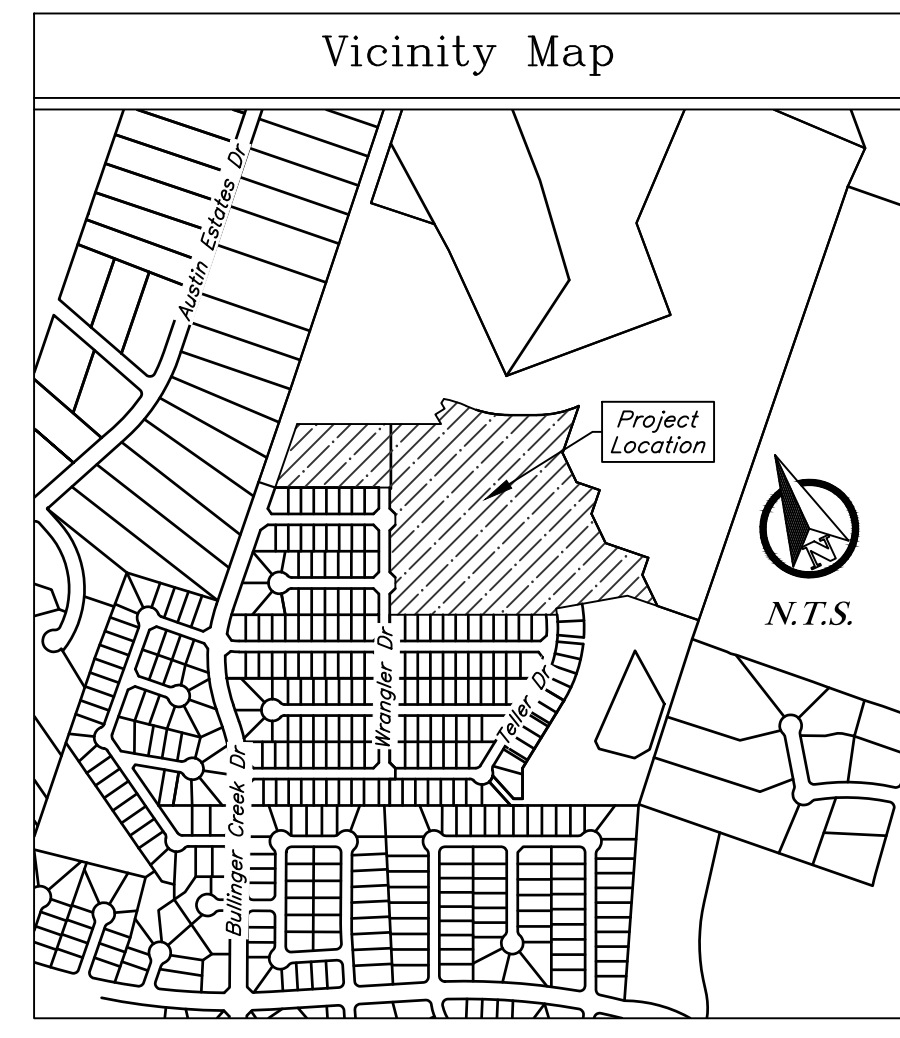 Vicinity Map
Austin Estates Dr
Project
Location
N
N.T.S.
Wrangler Dr
Teller Dr
Bullinger Creek Dr